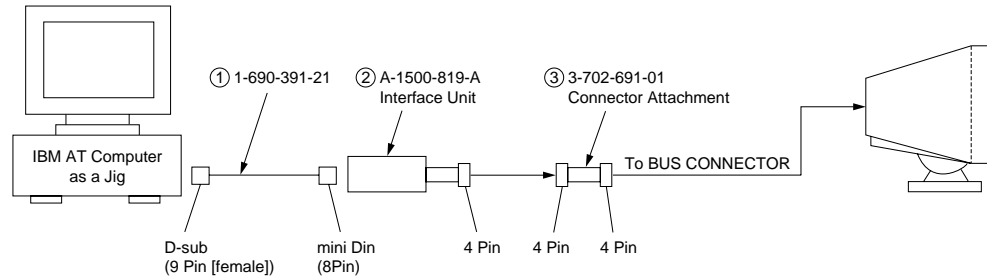 ① 1-690-391-21
② A-1500-819-A
Interface Unit
③ 3-702-691-01
Connector Attachment
IBM AT Computer
as a Jig
To BUS CONNECTOR
D-sub
(9 Pin [female])
mini Din
(8Pin)
4 Pin
4 Pin
4 Pin